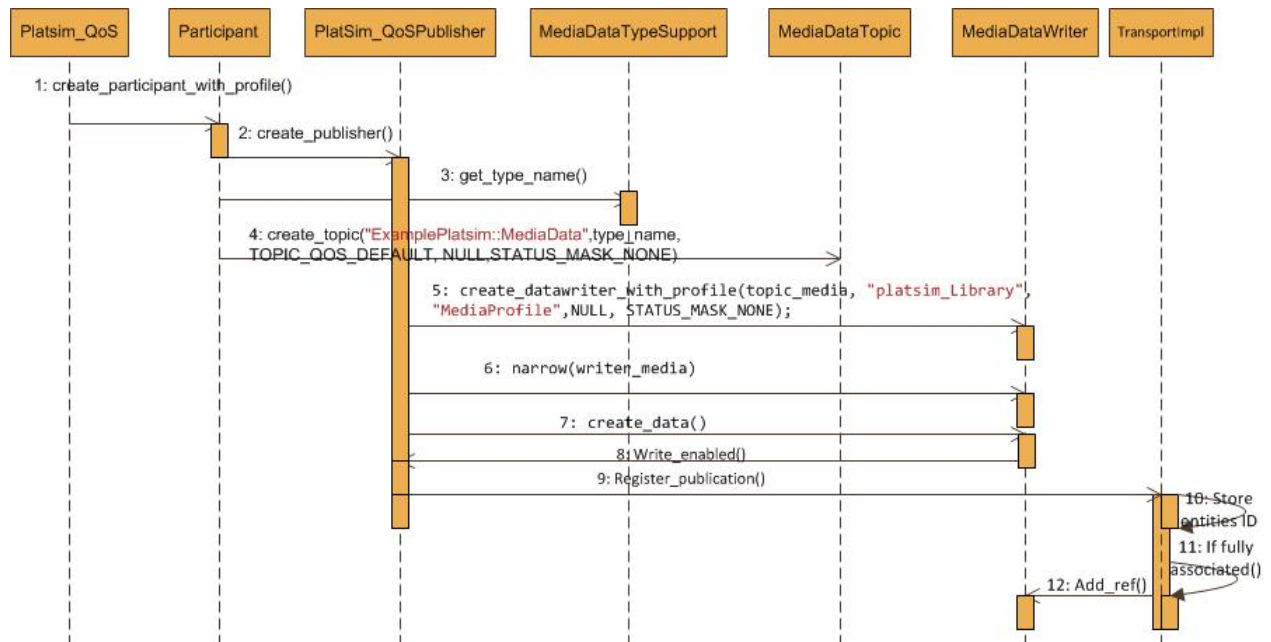 Platsim_QoS
Participant
PlatSim_QoSPublisher
MediaDataTypeSupport
MediaDataTopic
MediaDataWriter
TransportImpl
1: create_participant_with_profile()
2: create_publisher()
3: get_type_name()
4: create_topic("ExamplePlatsim::MediaData",type_name,
TOPIC_QOS_DEFAULT, NULL,STATUS_MASK_NONE)
5: create_datawriter_with_profile(topic_media, "platsim_Library",
"MediaProfile",NULL, STATUS_MASK_NONE);
6: narrow(writer_media)
7: create_data()
8:Write_enabled()
9: Register_publication()
10: Store
entities ID
11: If fully
associated()
12: Add_ref()